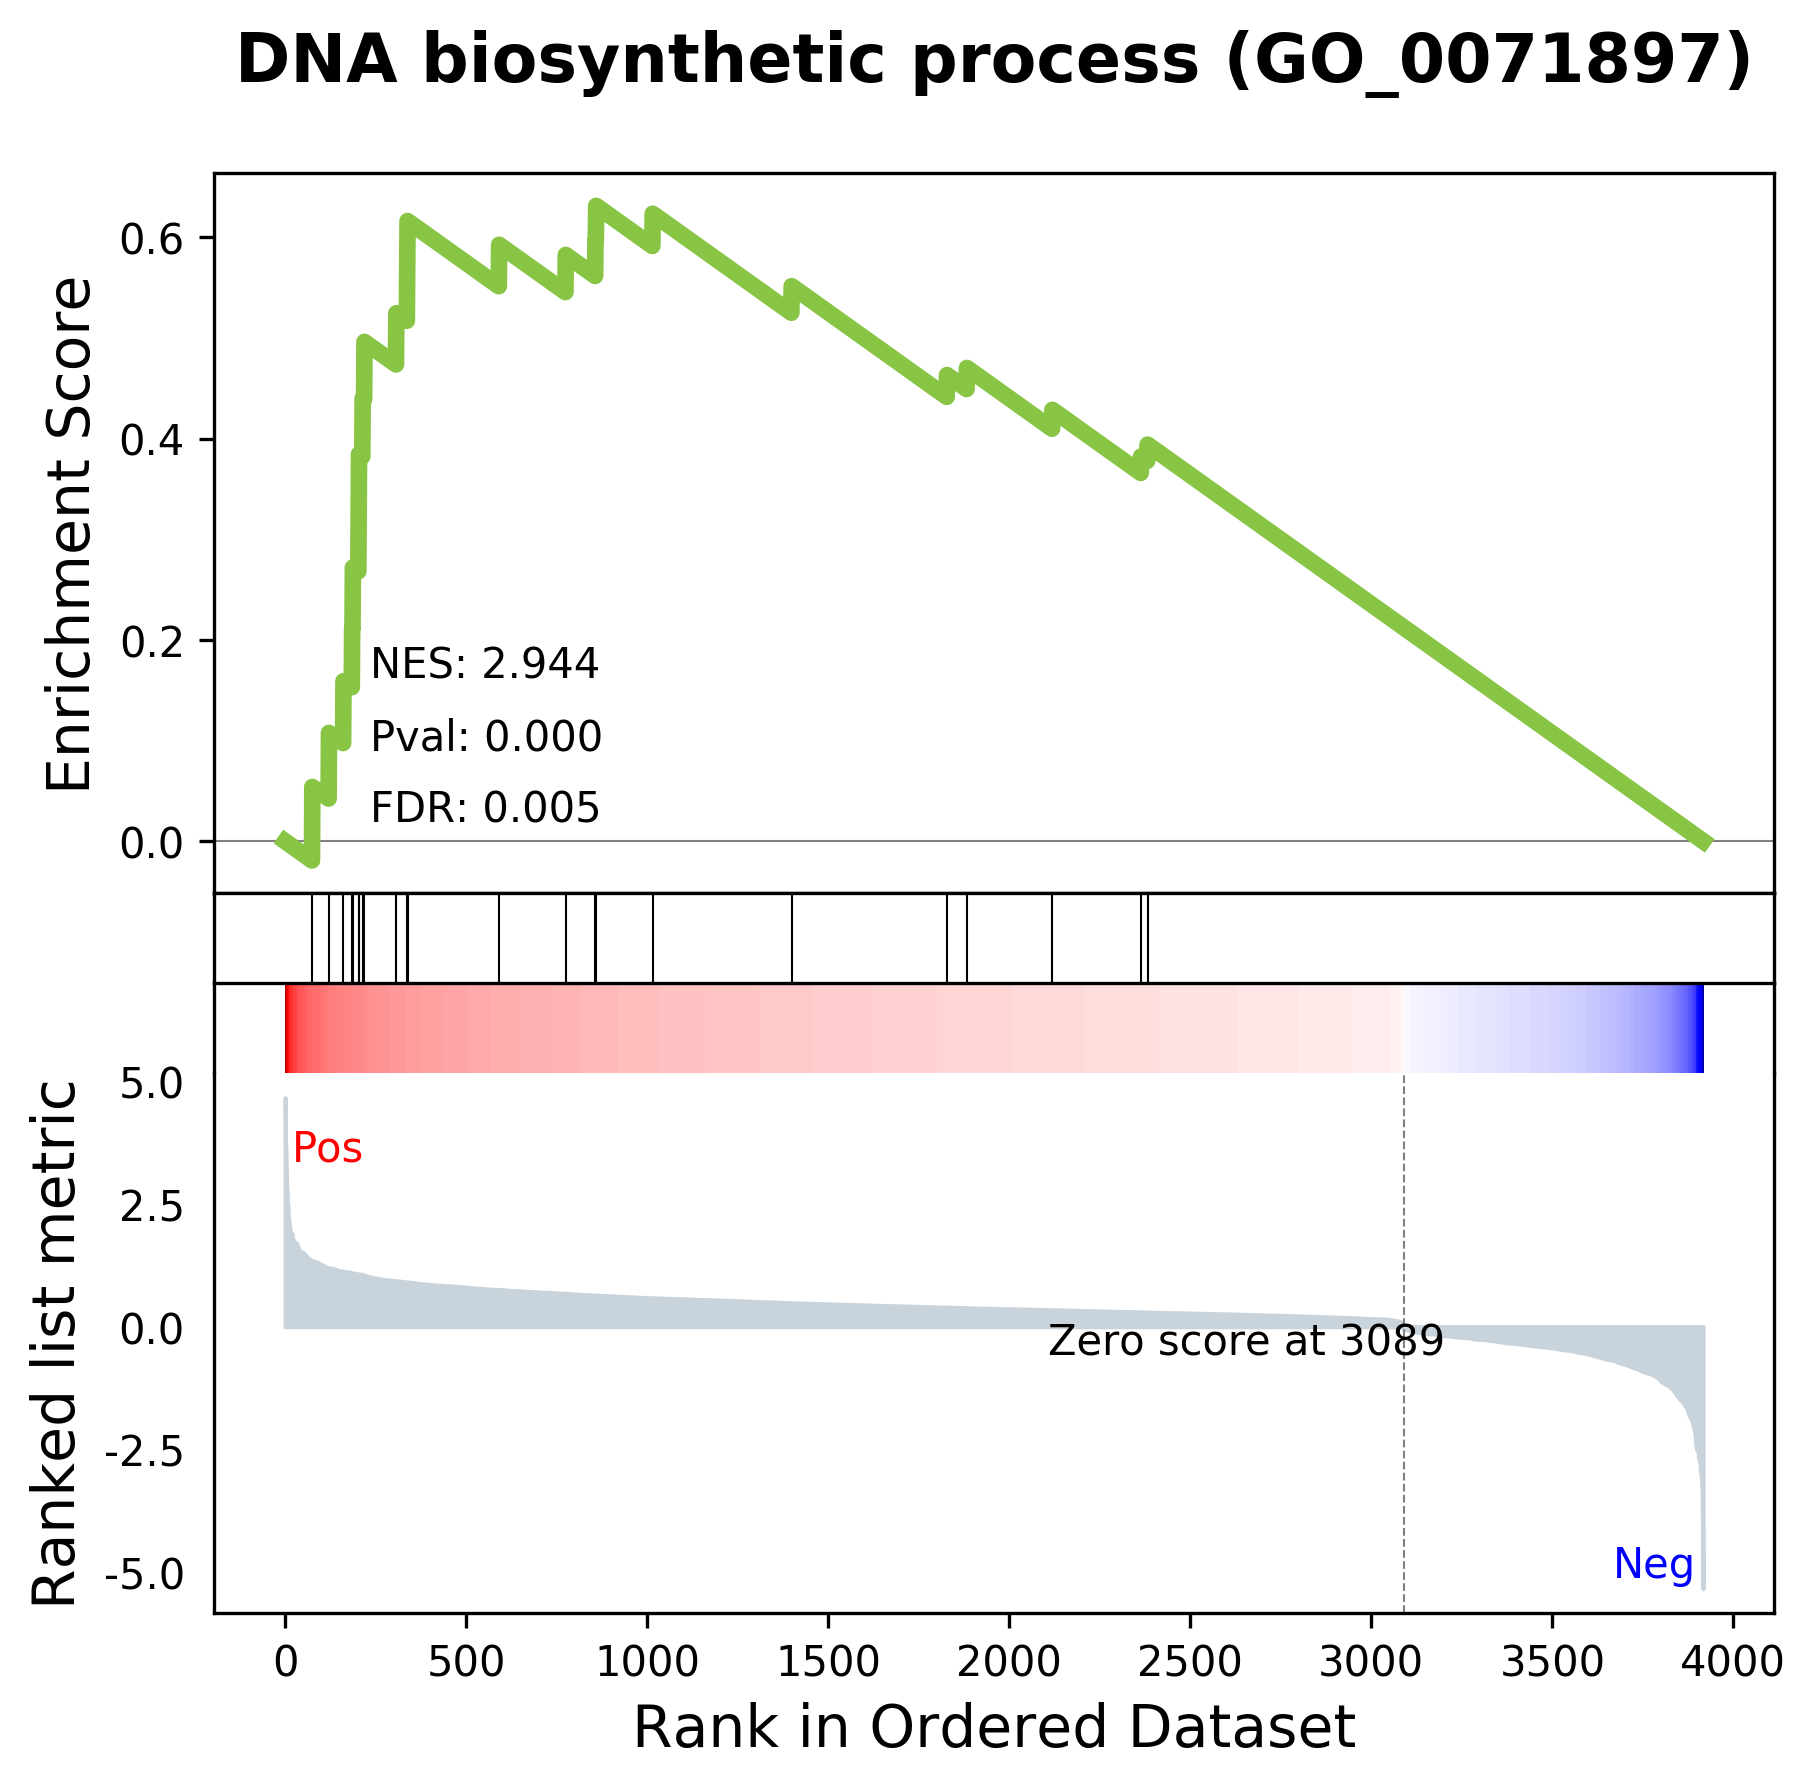 DNA biosynthetic process (GO_0071897)
Enrichment Score
0.6
0.4
0.2
0.0
NES: 2.944
Pval: 0.000
FDR: 0.005
Ranked list metric
5.0
2.5
0.0
-2.5
-5.0
Pos
Zero score at 3089
Neg
0 500 1000 1500 2000 2500 3000 3500 4000
Rank in Ordered Dataset